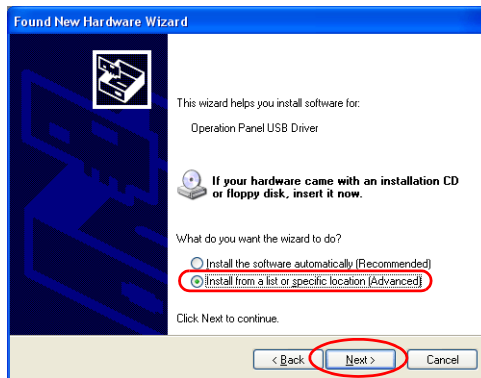 Found New Hardware Wizard
This wizard helps you install software for:
Operation Panel USB Driver
If your hardware came with an installation CD
or floppy disk, insert it now.
What do you want the wizard to do?
Install the software automatically (Recommended)
Install from a list or specific location (Advanced)
Click Next to continue.
< Back Next > Cancel